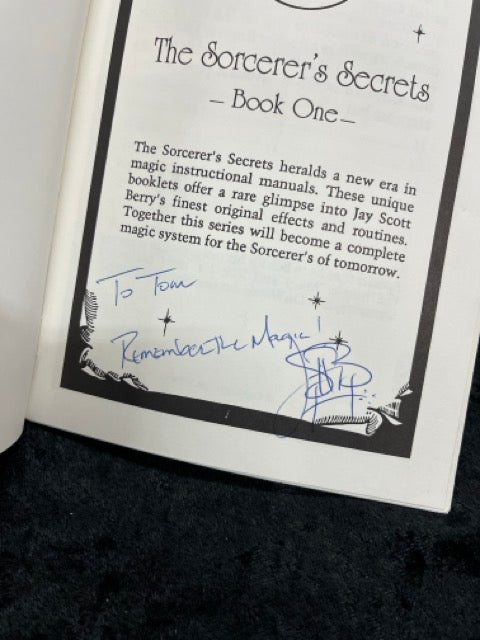 The Sorcerer's Secrets
– Book One –
The Sorcerer's Secrets heralds a new era in
magic instructional manuals. These unique
booklets offer a rare glimpse into Jay Scott
Berry's finest original effects and routines.
Together this series will become a complete
magic system for the Sorcerer's of tomorrow.
To Tom
Remember The Magic!